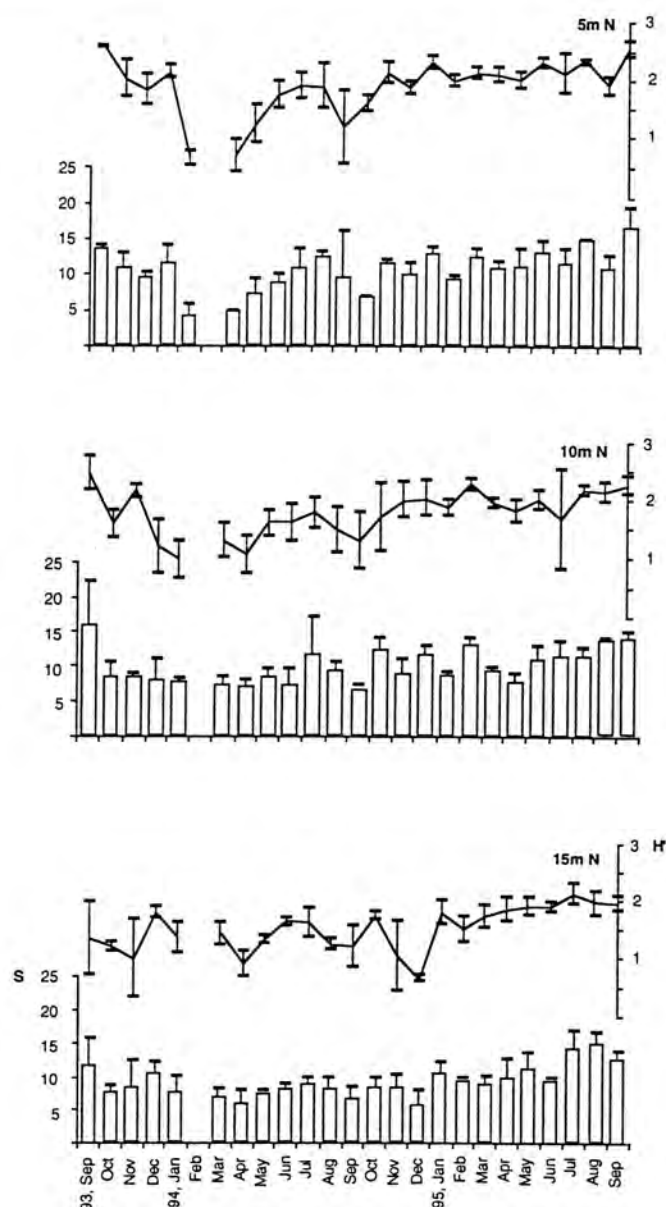 5m N
3
2
1
25
20
15
10
5
10m N
3
2
1
25
20
15
10
5
15m N
3
H'
2
1
S
25
20
15
10
5
93, Sep
Oct
Nov
Dec
94, Jan
Feb
Mar
Apr
May
Jun
Jul
Aug
Sep
Oct
Nov
Dec
95, Jan
Feb
Mar
Apr
May
Jun
Jul
Aug
Sep